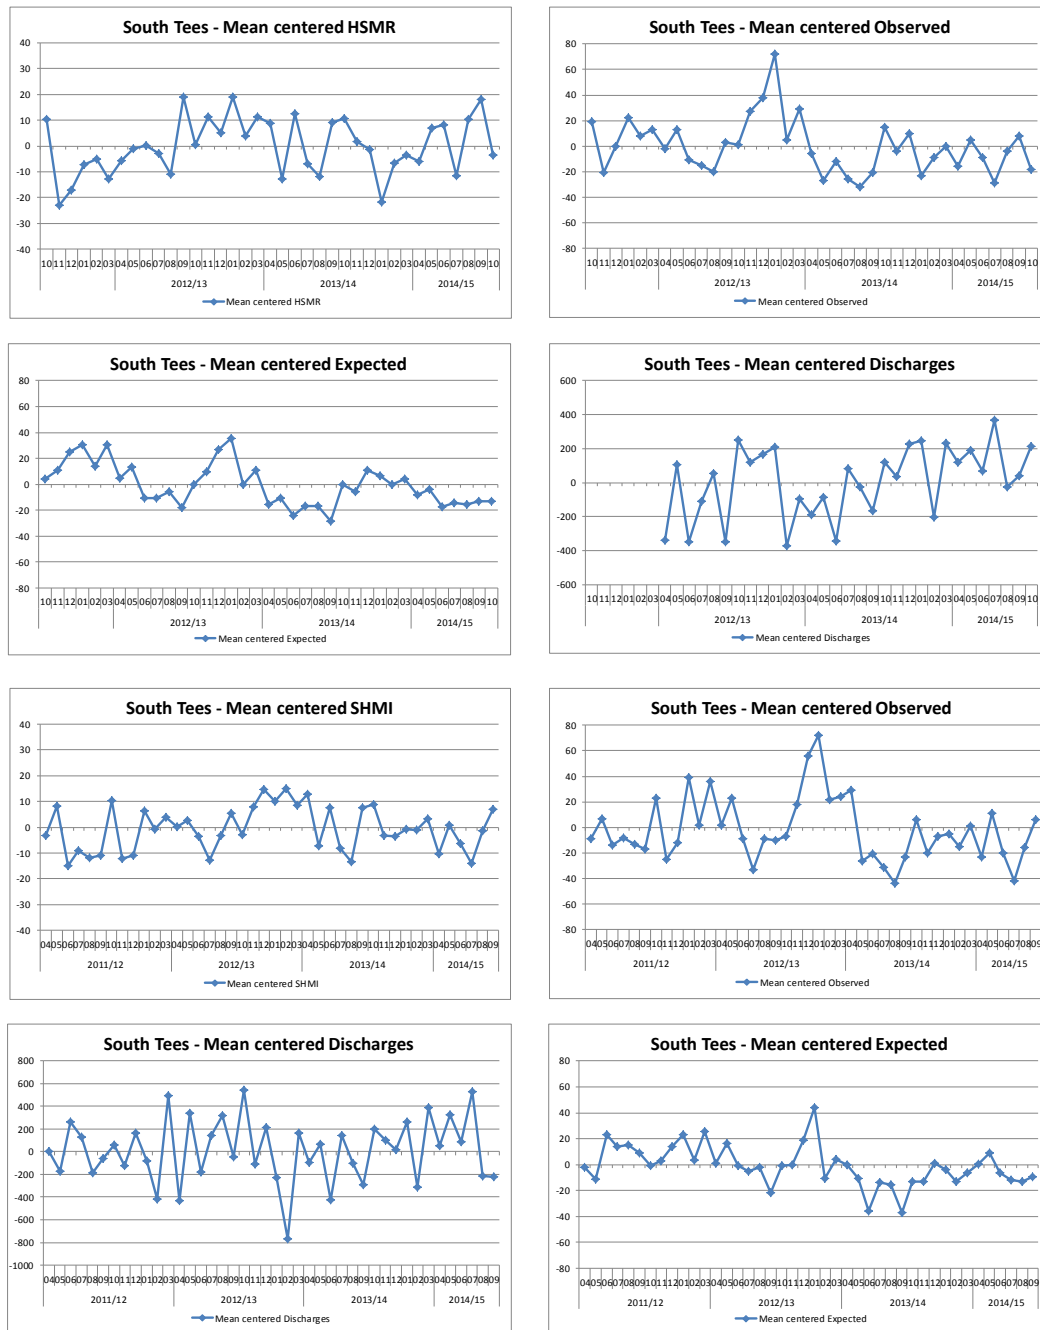 South Tees - Mean centered HSMR
40
30
20
10
0
-10
-20
-30
-40
10 11 12 01 02 03 04 05 06 07 08 09 10 11 12 01 02 03 04 05 06 07 08 09 10 11 12 01 02 03 04 05 06 07 08 09 10
2012/13 2013/14 2014/15
Mean centered HSMR
South Tees - Mean centered Observed
80
60
40
20
0
-20
-40
-60
-80
10 11 12 01 02 03 04 05 06 07 08 09 10 11 12 01 02 03 04 05 06 07 08 09 10 11 12 01 02 03 04 05 06 07 08 09 10
2012/13 2013/14 2014/15
Mean centered Observed
South Tees - Mean centered Expected
80
60
40
20
0
-20
-40
-60
-80
10 11 12 01 02 03 04 05 06 07 08 09 10 11 12 01 02 03 04 05 06 07 08 09 10 11 12 01 02 03 04 05 06 07 08 09 10
2012/13 2013/14 2014/15
Mean centered Expected
South Tees - Mean centered Discharges
600
400
200
0
-200
-400
-600
10 11 12 01 02 03 04 05 06 07 08 09 10 11 12 01 02 03 04 05 06 07 08 09 10 11 12 01 02 03 04 05 06 07 08 09 10
2012/13 2013/14 2014/15
Mean centered Discharges
South Tees - Mean centered SHMI
40
30
20
10
0
-10
-20
-30
-40
04 05 06 07 08 09 10 11 12 01 02 03 04 05 06 07 08 09 10 11 12 01 02 03 04 05 06 07 08 09 10 11 12 01 02 03 04 05 06 07 08 09
2011/12 2012/13 2013/14 2014/15
Mean centered SHMI
South Tees - Mean centered Observed
80
60
40
20
0
-20
-40
-60
-80
04 05 06 07 08 09 10 11 12 01 02 03 04 05 06 07 08 09 10 11 12 01 02 03 04 05 06 07 08 09 10 11 12 01 02 03 04 05 06 07 08 09
2011/12 2012/13 2013/14 2014/15
Mean centered Observed
South Tees - Mean centered Discharges
800
600
400
200
0
-200
-400
-600
-800
-1000
04 05 06 07 08 09 10 11 12 01 02 03 04 05 06 07 08 09 10 11 12 01 02 03 04 05 06 07 08 09 10 11 12 01 02 03 04 05 06 07 08 09
2011/12 2012/13 2013/14 2014/15
Mean centered Discharges
South Tees - Mean centered Expected
80
60
40
20
0
-20
-40
-60
-80
04 05 06 07 08 09 10 11 12 01 02 03 04 05 06 07 08 09 10 11 12 01 02 03 04 05 06 07 08 09 10 11 12 01 02 03 04 05 06 07 08 09
2011/12 2012/13 2013/14 2014/15
Mean centered Expected